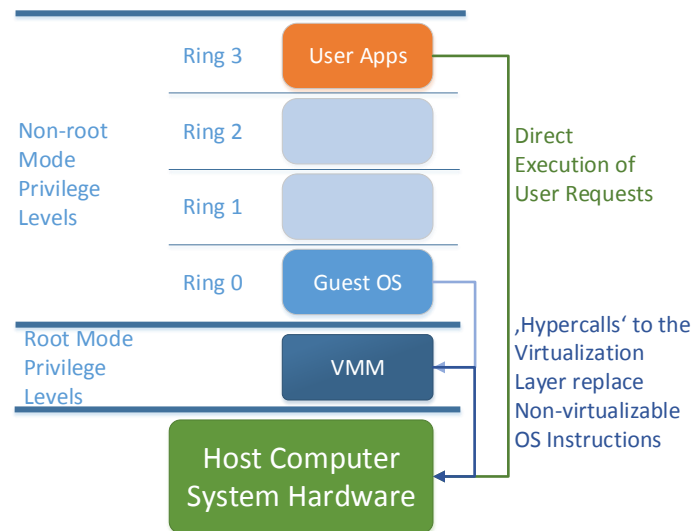 Ring 3
User Apps
Ring 2
Non-root
Mode
Privilege
Levels
Direct
Execution of
User Requests
Ring 1
Ring 0
Guest OS
Root Mode
Privilege
Levels
VMM
‚Hypercalls‘ to the
Virtualization
Layer replace
Non-virtualizable
OS Instructions
Host Computer
System Hardware